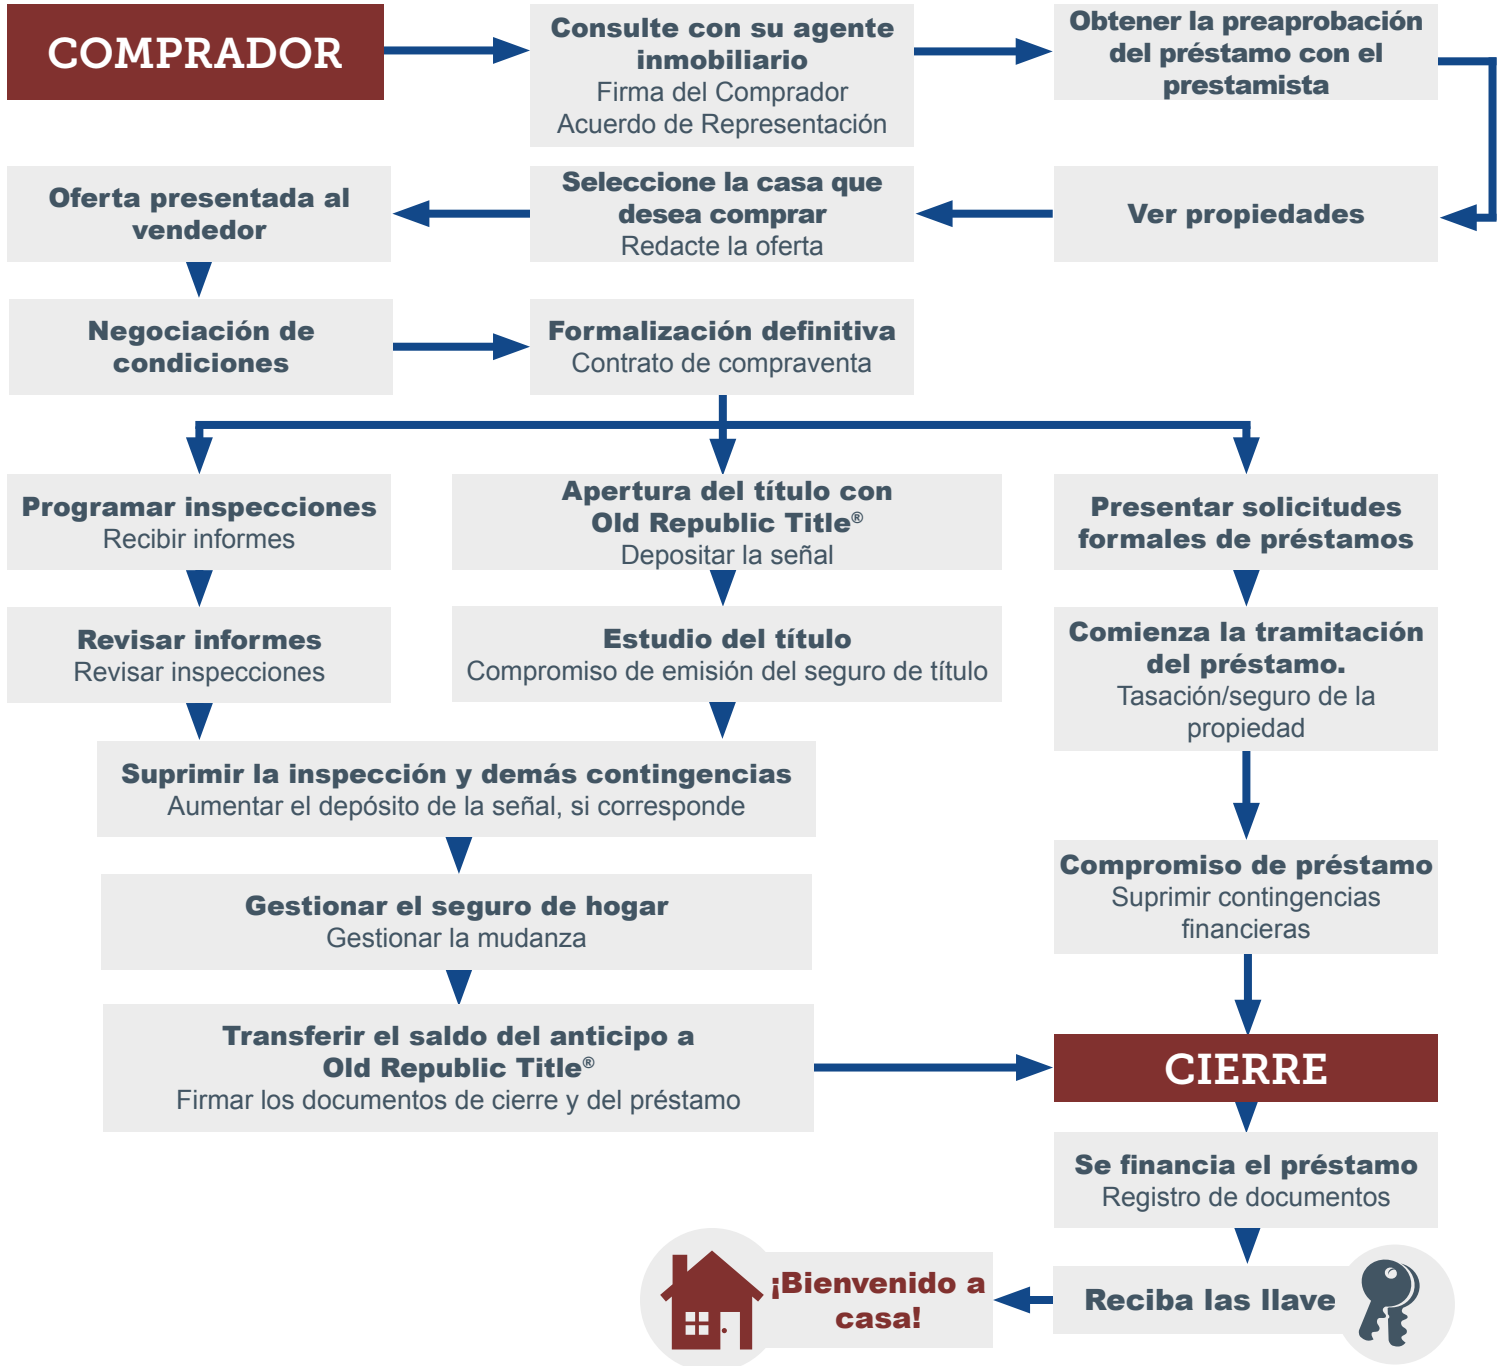 COMPRADOR
Consulte con su agente
inmobiliario
Firma del Comprador
Acuerdo de Representación
Obtener la preaprobación
del préstamo con el
prestamista
Ver propiedades
Seleccione la casa que
desea comprar
Redacte la oferta
Oferta presentada al
vendedor
Negociación de
condiciones
Formalización definitiva
Contrato de compraventa
Programar inspecciones
Recibir informes
Apertura del título con
Old Republic Title®
Depositar la señal
Presentar solicitudes
formales de préstamos
Revisar informes
Revisar inspecciones
Estudio del título
Compromiso de emisión del seguro de título
Comienza la tramitación
del préstamo.
Tasación/seguro de la
propiedad
Suprimir la inspección y demás contingencias
Aumentar el depósito de la señal, si corresponde
Compromiso de préstamo
Suprimir contingencias
financieras
Gestionar el seguro de hogar
Gestionar la mudanza
Transferir el saldo del anticipo a
Old Republic Title®
Firmar los documentos de cierre y del préstamo
CIERRE
Se financia el préstamo
Registro de documentos
Reciba las llave
¡Bienvenido a
casa!